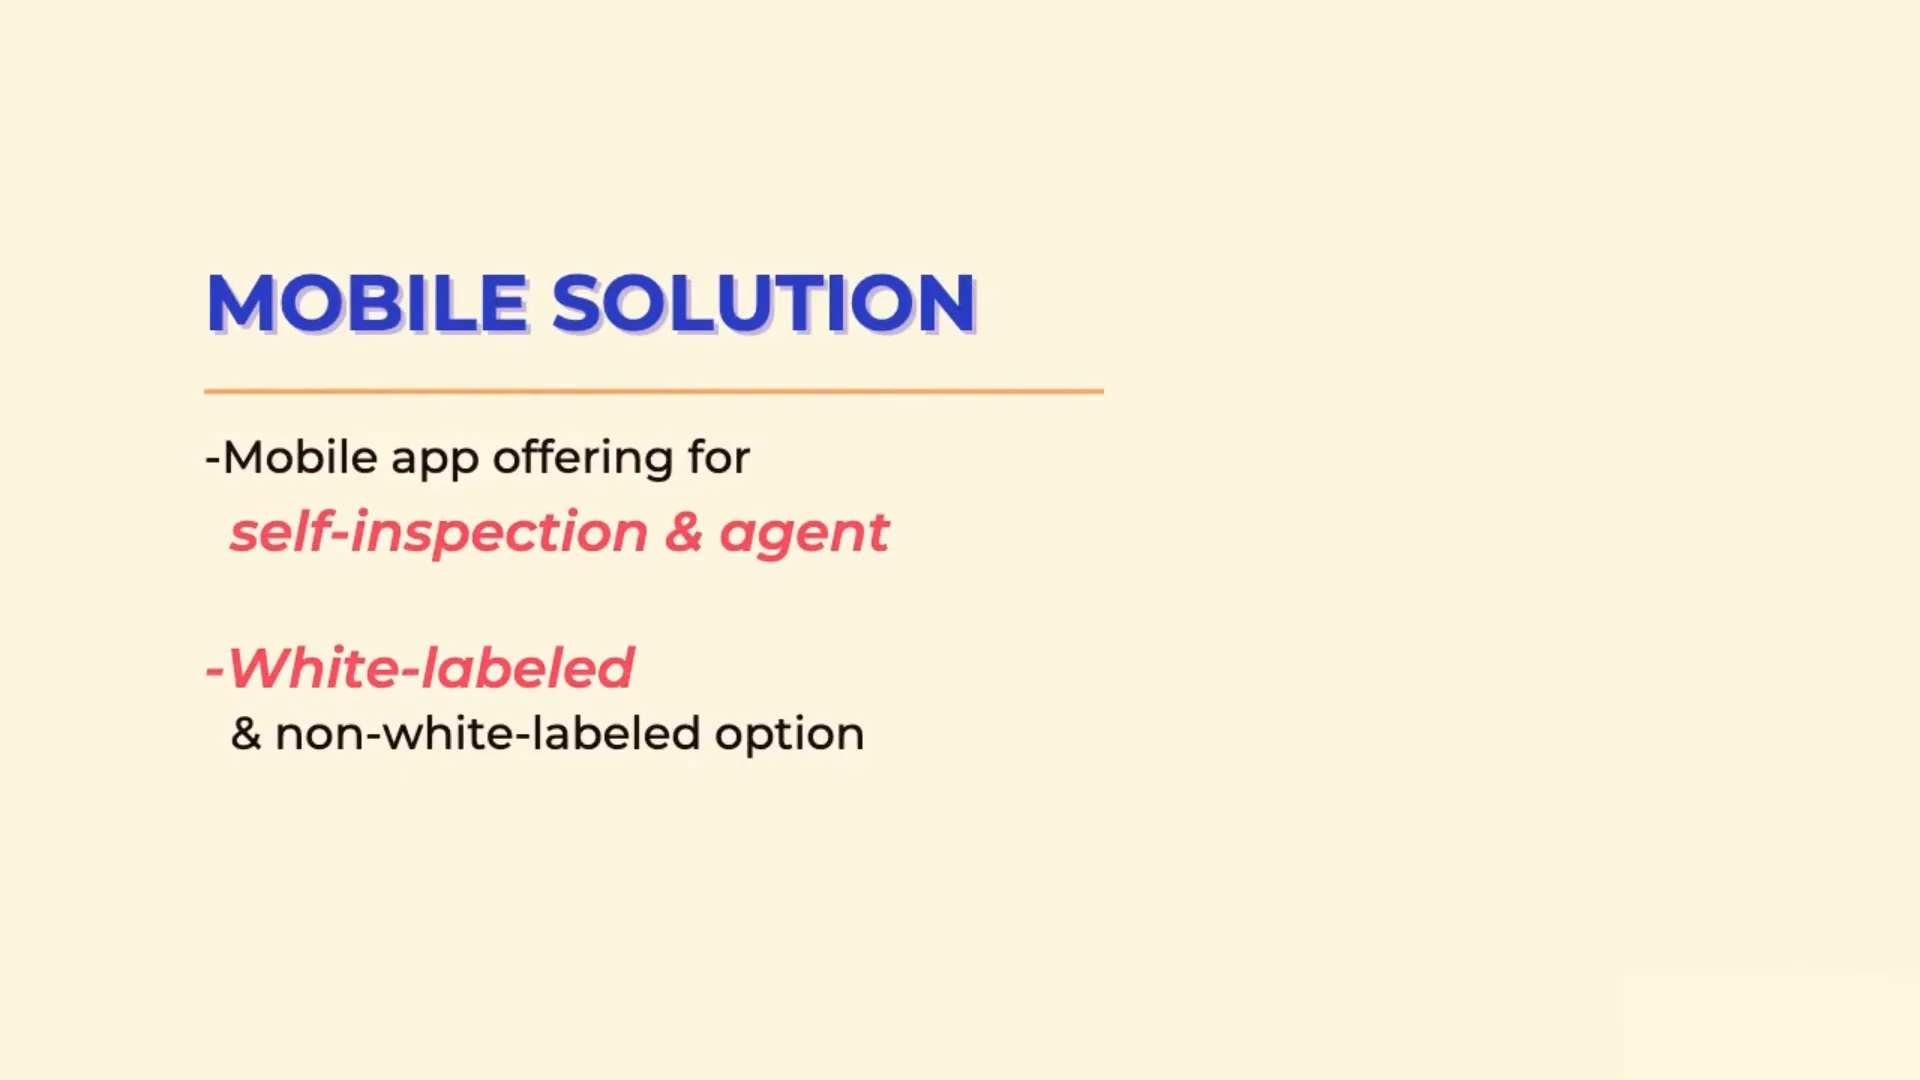 MOBILE SOLUTION
-Mobile app offering for
self-inspection & agent
-White-labeled
& non-white-labeled option